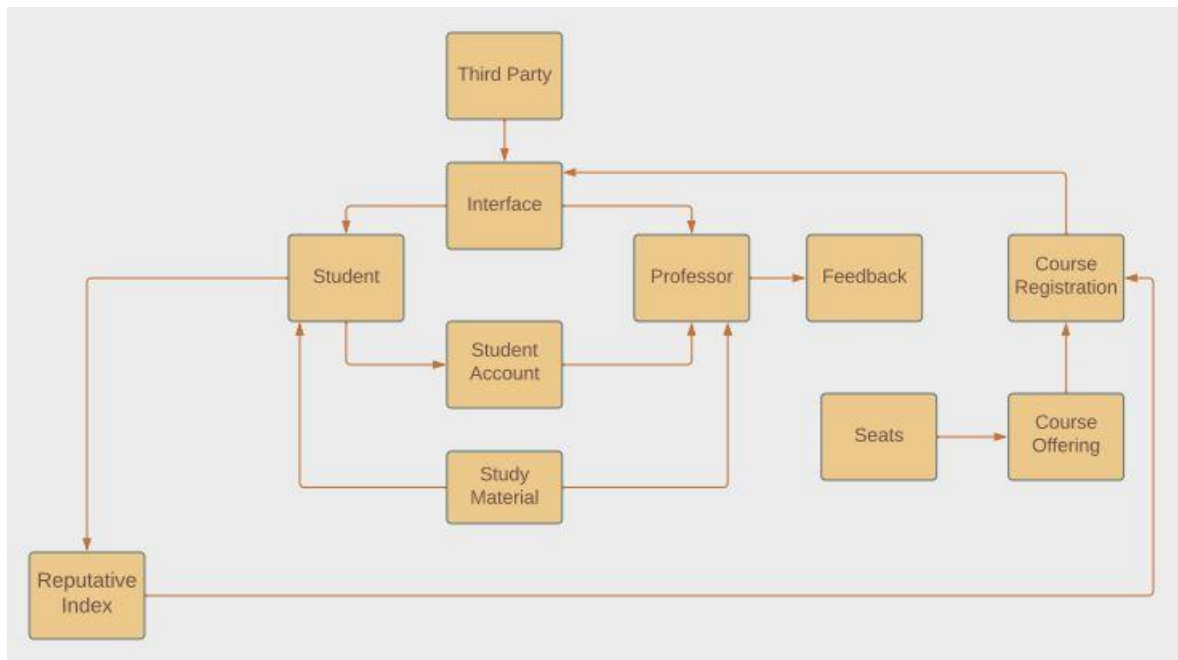 Third Party
Interface
Student
Professor
Feedback
Course
Registration
Student
Account
Seats
Course
Offering
Study
Material
Reputative
Index